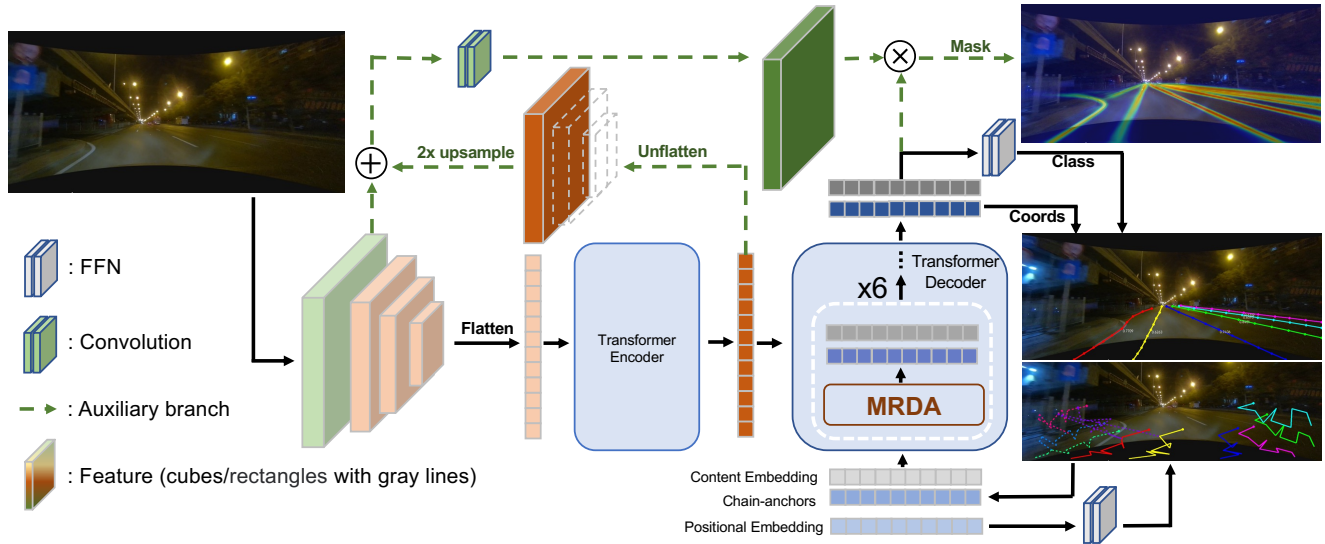 Mask
2x upsample
Unflatten
Class
Coords
: FFN
: Convolution
: Auxiliary branch
: Feature (cubes/rectangles with gray lines)
Flatten
Transformer
Encoder
Transformer
Decoder
x6
MRDA
Content Embedding
Chain-anchors
Positional Embedding